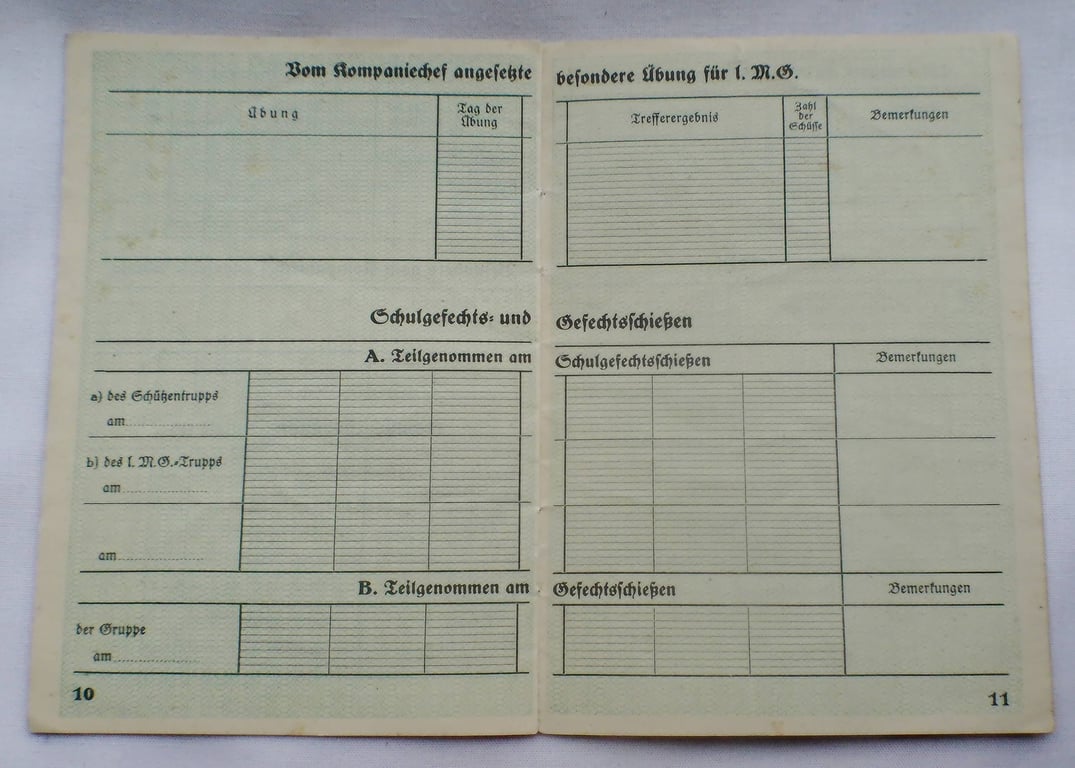 Vom Kompaniechef angesetzte besondere Übung für l. M.G.
Übung
Tag der
Übung
Treffererergebnis
Zahl
der
Schüsse
Bemerkungen
Schulgefechts- und Gefechtsschießen
A. Teilgenommen am Schulgefechtsschießen
Bemerkungen
a) des Schützentrupps
am
b) des l. M.G.-Trupps
am
am
B. Teilgenommen am Gefechtsschießen
Bemerkungen
der Gruppe
am
10
11